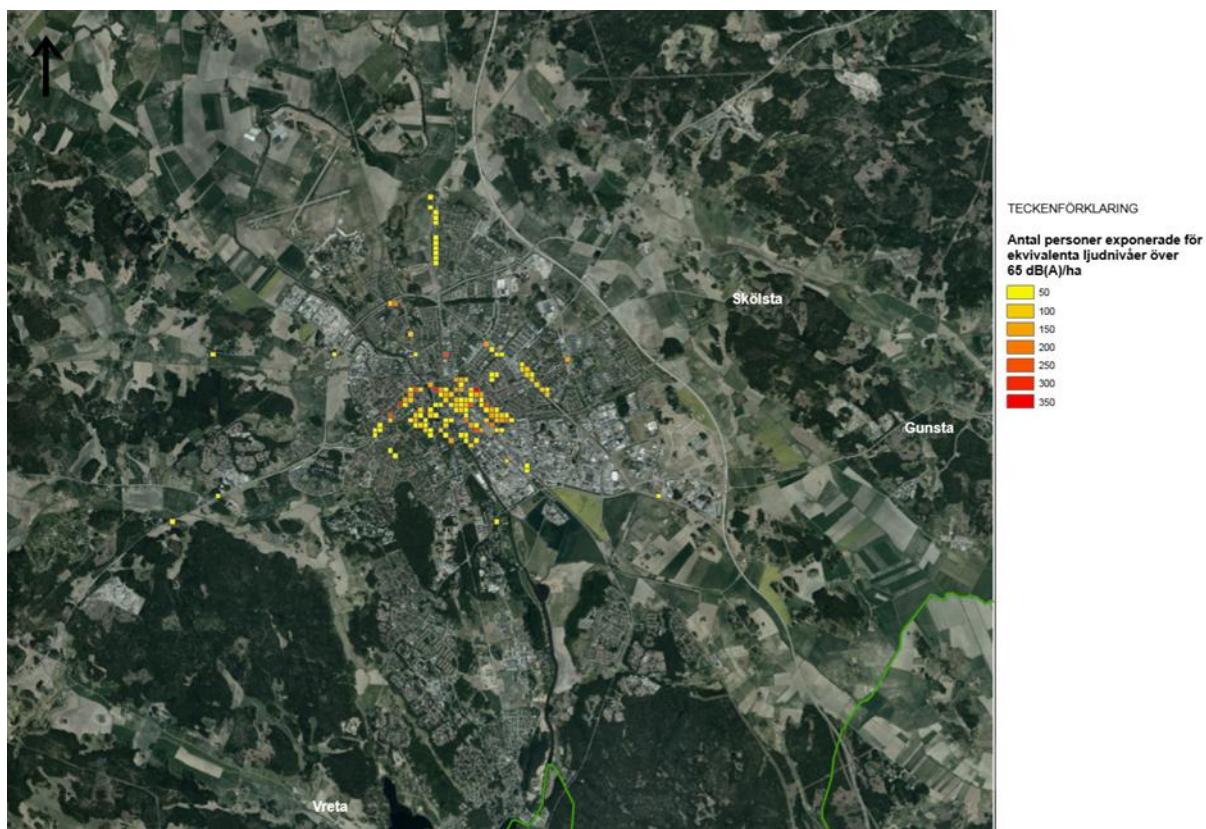 TECKENFÖRKLARING
Antal personer exponerade för
ekvivalenta ljudnivåer över
65 dB(A)/ha
50
100
150
200
250
300
350
Skölsta
Gunsta
Vreta